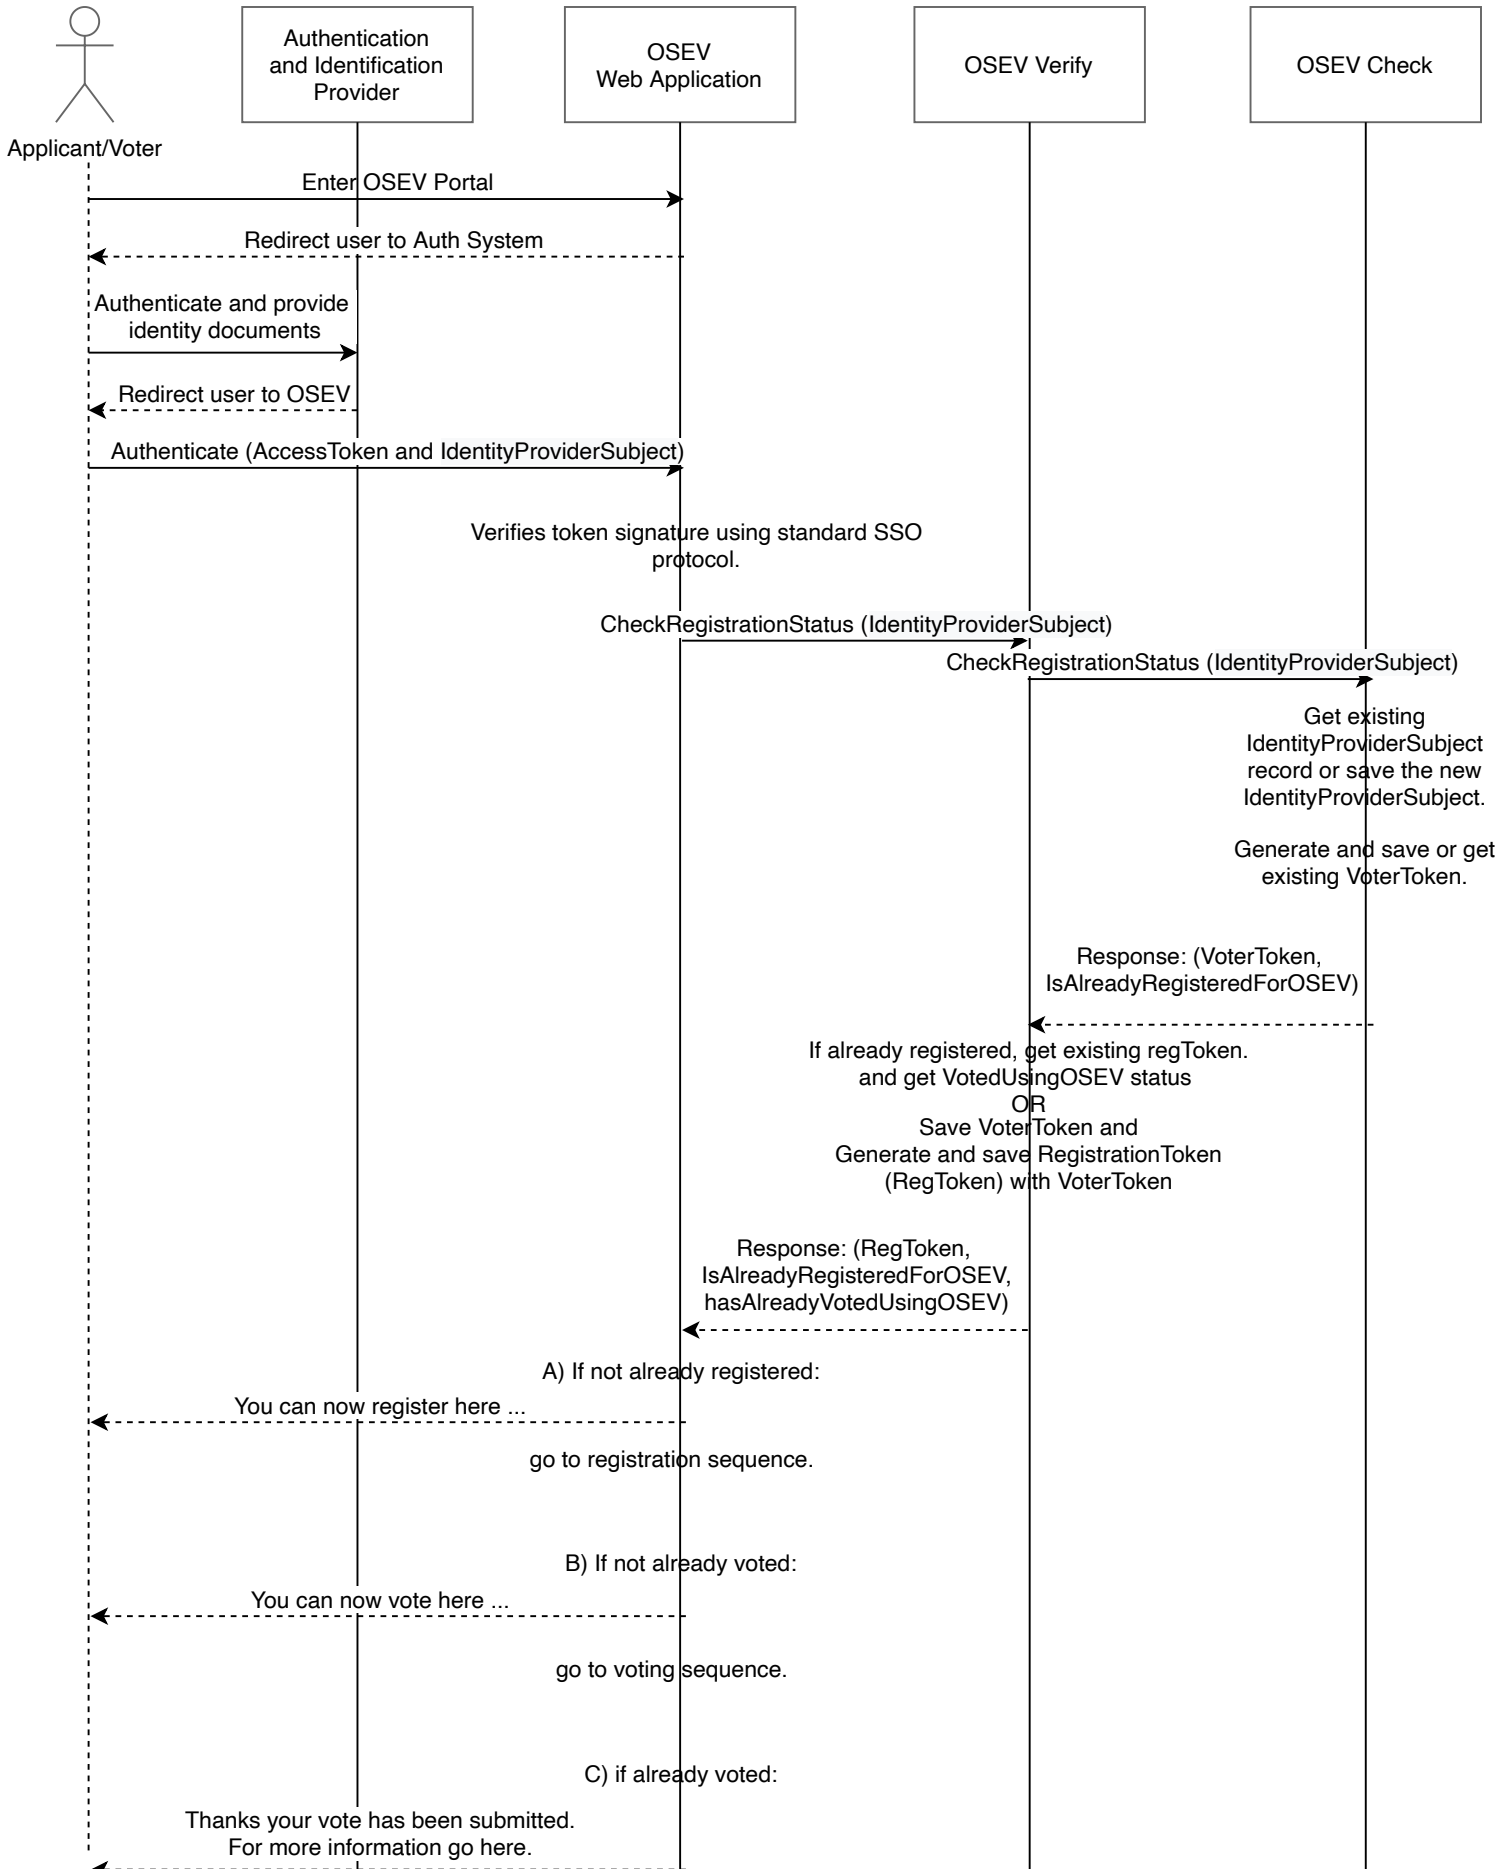 Authentication
and Identification
Provider
OSEV
Web Application
OSEV Verify
OSEV Check
Applicant/Voter
Enter OSEV Portal
Redirect user to Auth System
Authenticate and provide
identity documents
Redirect user to OSEV
Authenticate (AccessToken and IdentityProviderSubject)
Verifies token signature using standard SSO
protocol.
CheckRegistrationStatus (IdentityProviderSubject)
CheckRegistrationStatus (IdentityProviderSubject)
Get existing
IdentityProviderSubject
record or save the new
IdentityProviderSubject.
Generate and save or get
existing VoterToken.
Response: (VoterToken,
IsAlreadyRegisteredForOSEV)
If already registered, get existing regToken.
and get VotedUsingOSEV status
OR
Save VoterToken and
Generate and save RegistrationToken
(RegToken) with VoterToken
Response: (RegToken,
IsAlreadyRegisteredForOSEV,
hasAlreadyVotedUsingOSEV)
A) If not already registered:
You can now register here ...
go to registration sequence.
B) If not already voted:
You can now vote here ...
go to voting sequence.
C) if already voted:
Thanks your vote has been submitted.
For more information go here.